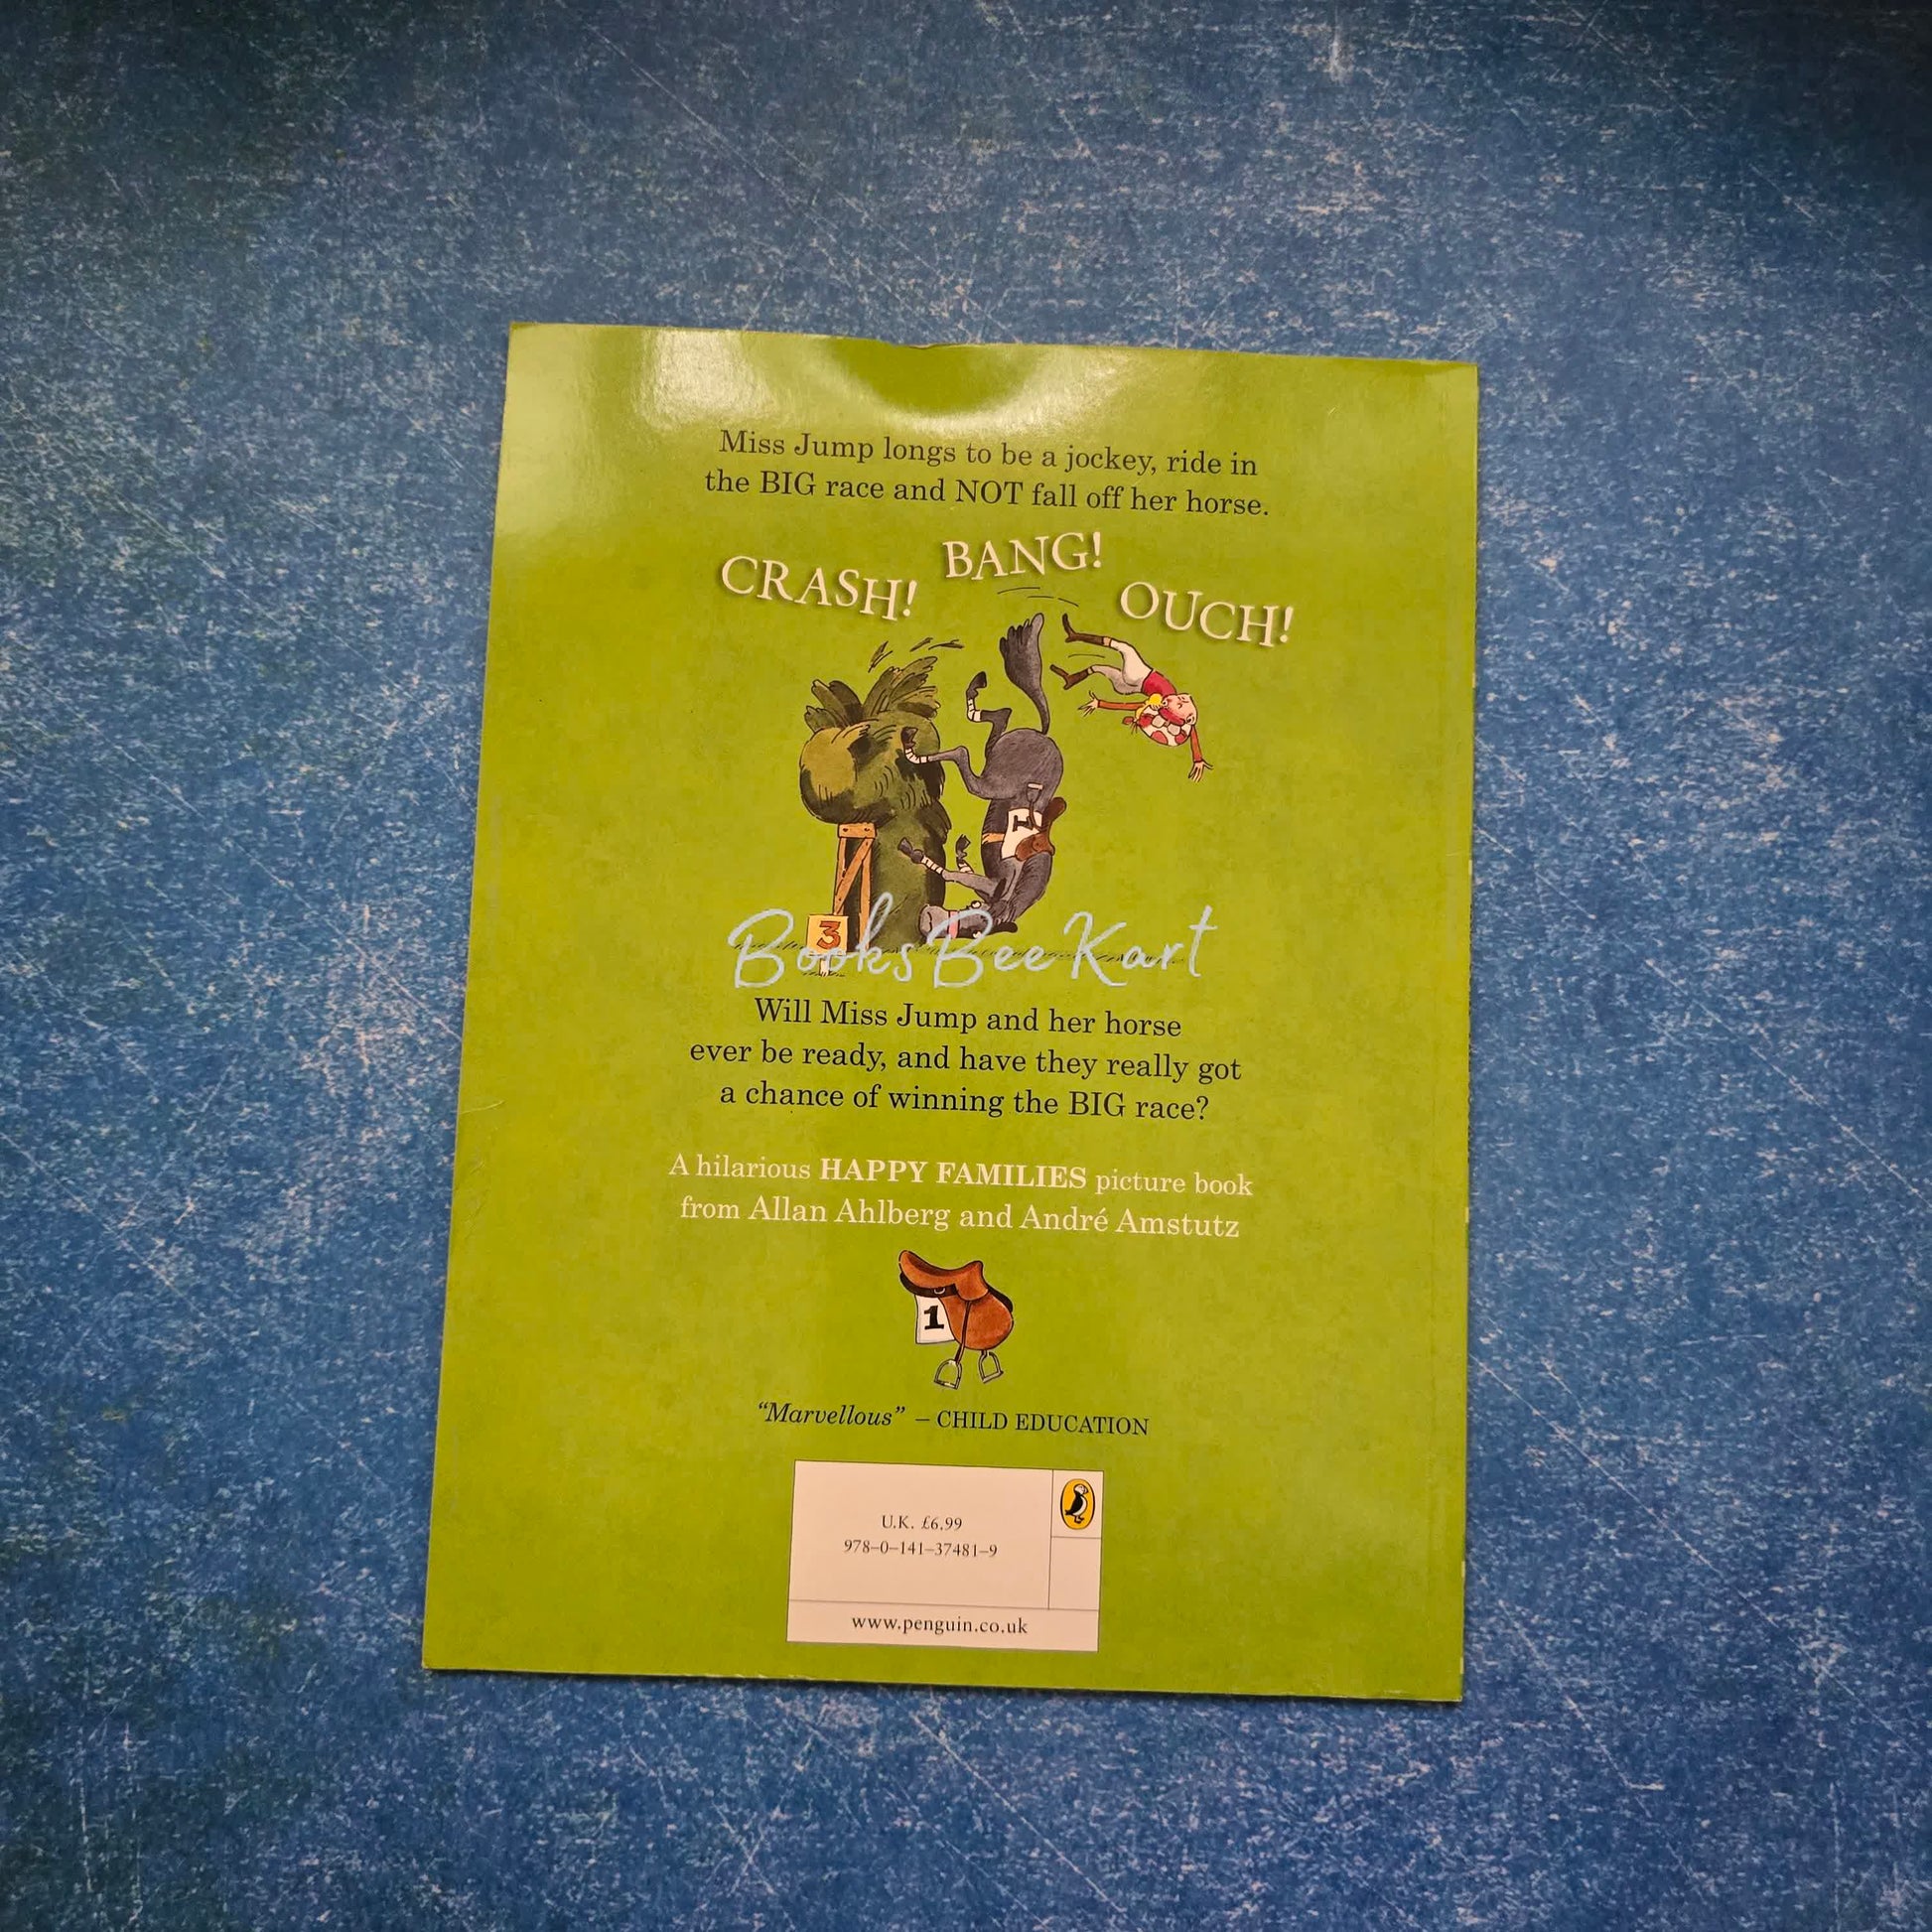 Miss Jump longs to be a jockey, ride in
the BIG race and NOT fall off her horse.
CRASH!
BANG!
OUCH!
1
3
BooksBeeKart
Will Miss Jump and her horse
ever be ready, and have they really got
a chance of winning the BIG race?
A hilarious HAPPY FAMILIES picture book
from Allan Ahlberg and André Amstutz
1
“Marvellous” – CHILD EDUCATION
U.K. £6.99
978–0–141–37481–9
www.penguin.co.uk